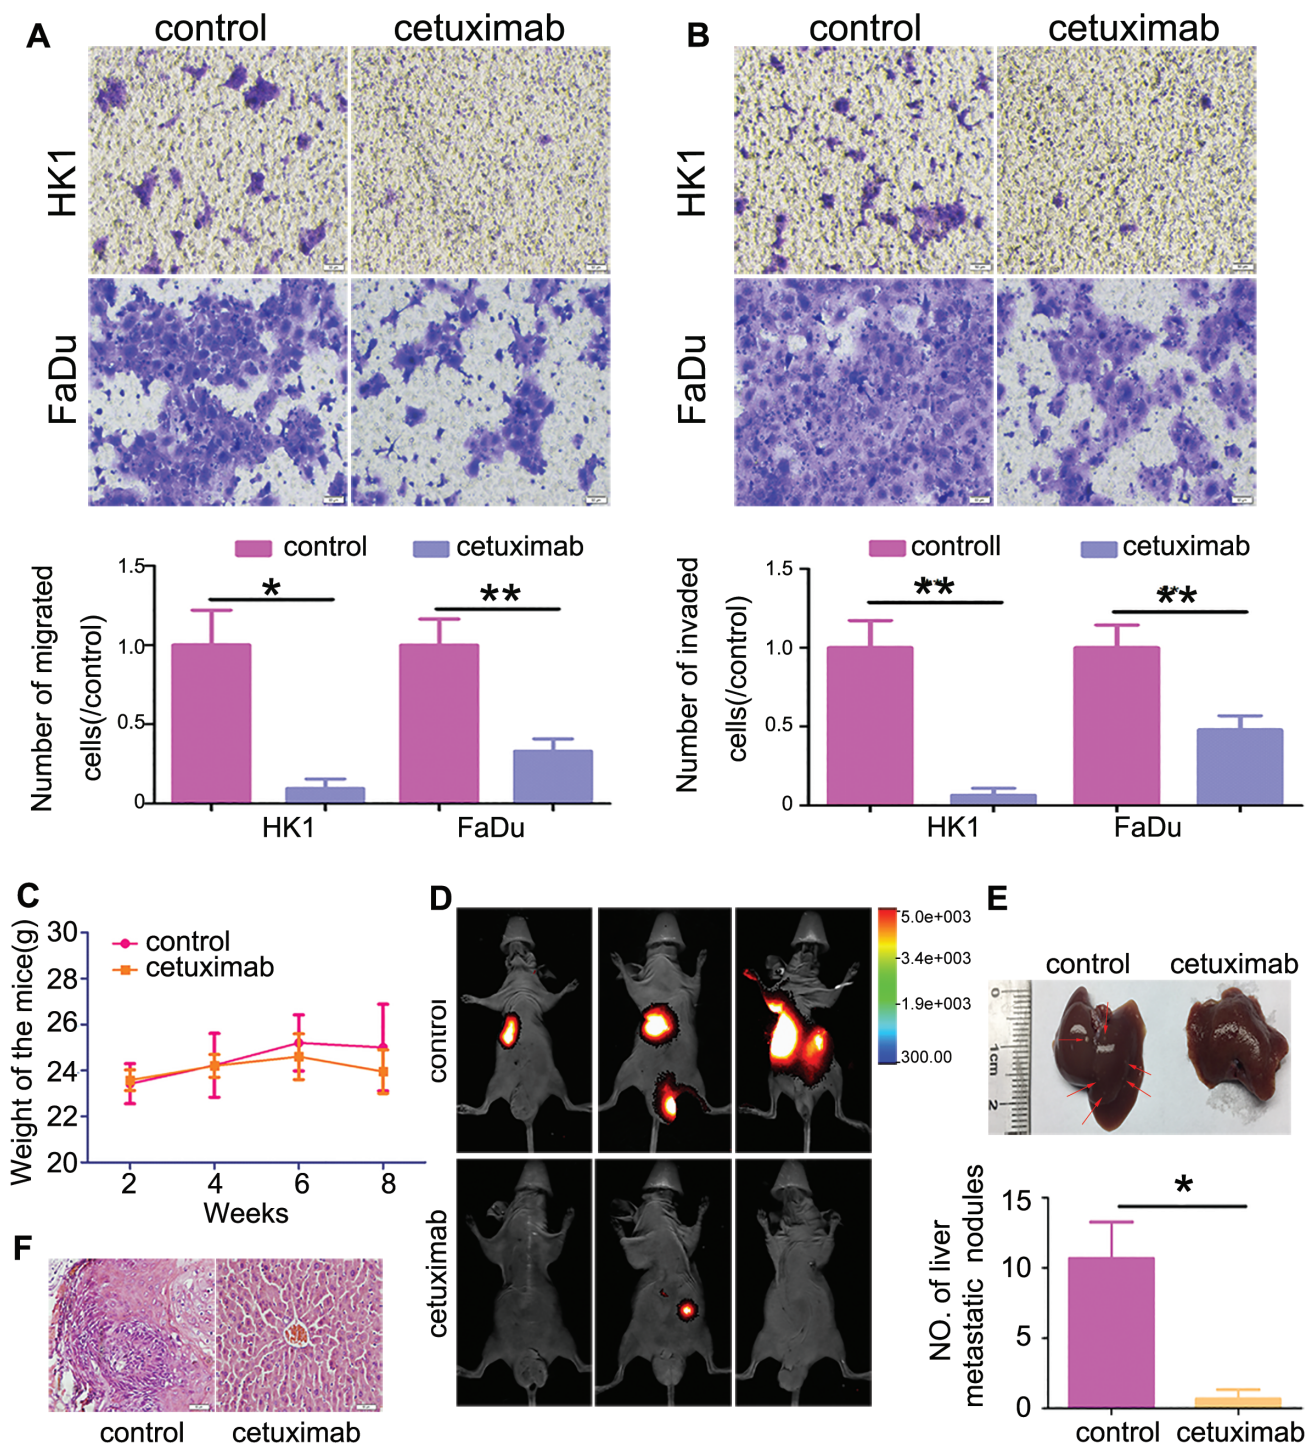 A
control
cetuximab
HK1
FaDu
control
cetuximab
Number of migrated
cells(/control)
1.5
1.0
0.5
0
*
**
HK1
FaDu
B
control
cetuximab
HK1
FaDu
controll
cetuximab
Number of invaded
cells(/control)
1.5
1.0
0.5
0
**
**
HK1
FaDu
C
control
cetuximab
Weight of the mice(g)
30
28
26
24
22
20
2
4
6
8
Weeks
D
control
cetuximab
5.0e+003
3.4e+003
1.9e+003
300.00
E
control
cetuximab
0
1cm
2
NO. of liver
metastatic nodules
15
10
5
0
*
control
cetuximab
F
control
cetuximab